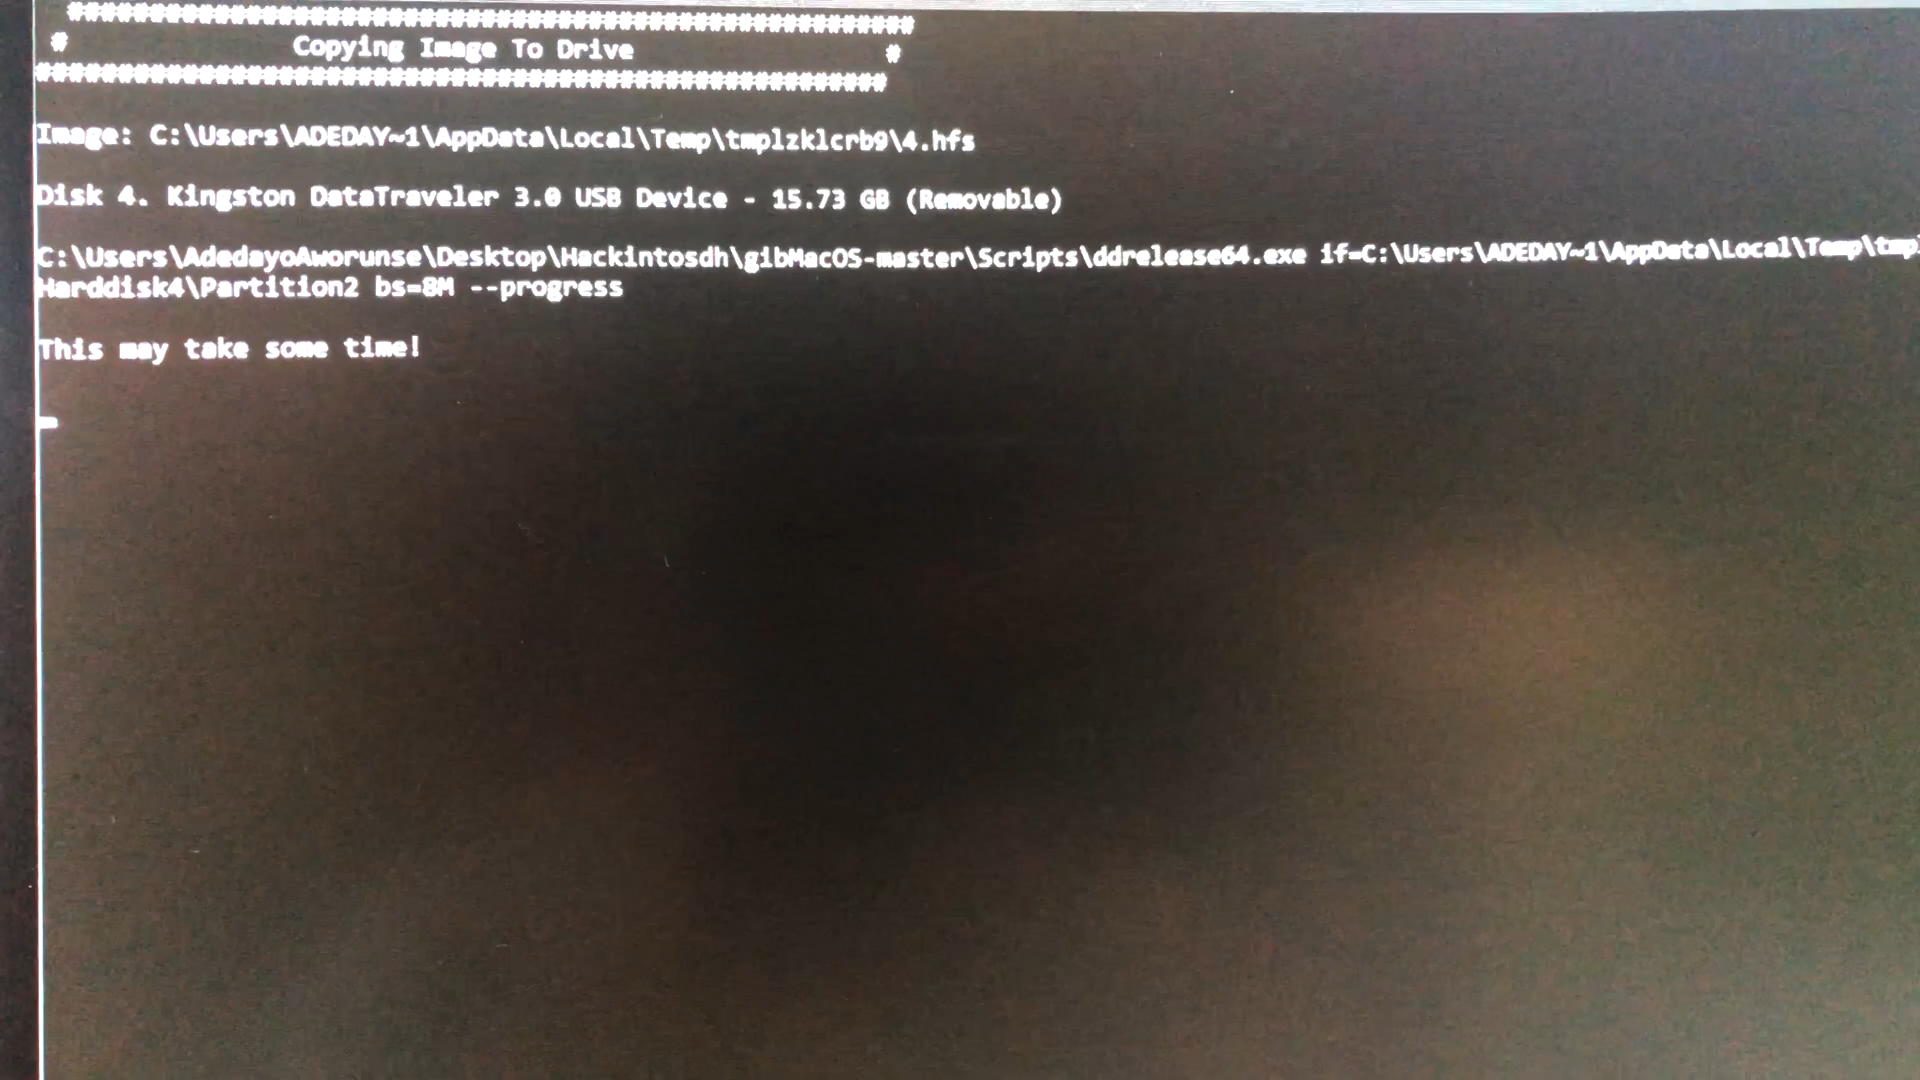 ##########################################################
# Copying Image To Drive #
##########################################################
Image: C:\Users\ADEDAY~1\AppData\Local\Temp\tmplzklcrb9\4.hfs
Disk 4. Kingston DataTraveler 3.0 USB Device - 15.73 GB (Removable)
C:\Users\AdedayoAworunse\Desktop\Hackintosdh\gibMacOS-master\Scripts\ddrelease64.exe if=C:\Users\ADEDAY~1\AppData\Local\Temp\tmpl
Harddisk4\Partition2 bs=8M --progress
This may take some time!